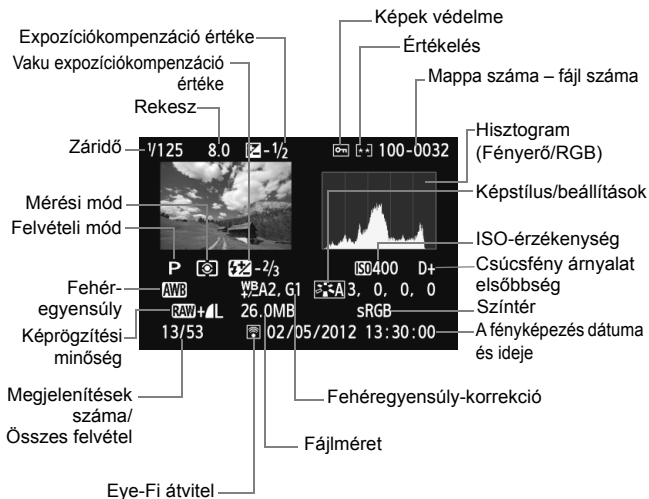 Képek védelme
Expozíciókompenzáció értéke
Értékelés
Vaku expozíciókompenzáció
értéke
Mappa száma – fájl száma
Rekesz
Záridő
1/125 8.0 -1/2 100-0032
Hisztogram
(Fényerő/RGB)
Mérési mód
Képstílus/beállítások
Felvételi mód
ISO-érzékenység
P -2/3 ISO400 D+
Csúcsfény árnyalat
elsőbbség
Fehér-
egyensúly
AWB WB A2, G1 A 3, 0, 0, 0
RAW+L 26.0MB sRGB
Színtér
Képrögzítési
minőség
13/53 02/05/2012 13:30:00
A fényképezés dátuma
és ideje
Megjelenítések
száma/
Összes felvétel
Fehéregyensúly-korrekció
Fájlméret
Eye-Fi átvitel